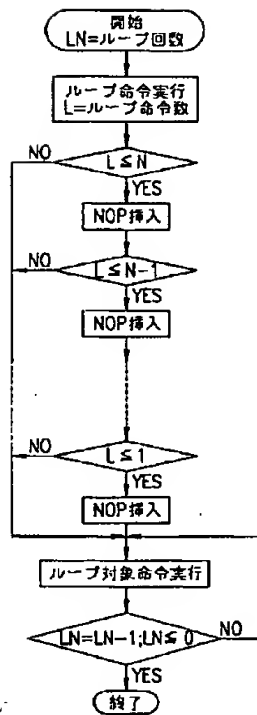 開始
LN=ループ回数
ループ命令実行
L=ループ命令数
NO
L≦N
YES
NOP挿入
NO
L≦N-1
YES
NOP挿入
NO
L≦1
YES
NOP挿入
ループ対象命令実行
LN=LN-1;LN≦0
NO
YES
終了